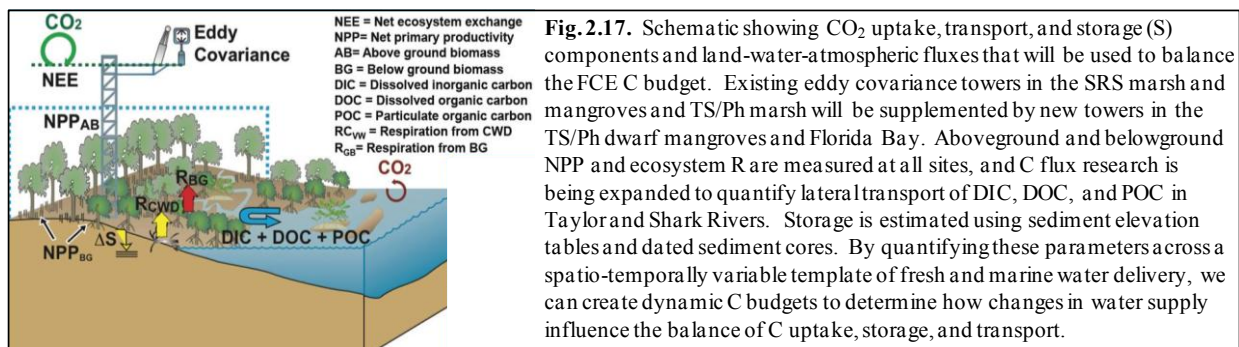 CO₂
NEE
Eddy
Covariance
NEE = Net ecosystem exchange
NPP= Net primary productivity
AB= Above ground biomass
BG = Below ground biomass
DIC = Dissolved inorganic carbon
DOC = Dissolved organic carbon
POC = Particulate organic carbon
RCVW = Respiration from CWD
RGB= Respiration from BG
NPPAB
RBG
RCWD
CO₂
DIC + DOC + POC
ΔS
NPPBG
Fig. 2.17. Schematic showing CO₂ uptake, transport, and storage (S)
components and land-water-atmospheric fluxes that will be used to balance
the FCE C budget. Existing eddy covariance towers in the SRS marsh and
mangroves and TS/Ph marsh will be supplemented by new towers in the
TS/Ph dwarf mangroves and Florida Bay. Aboveground and belowground
NPP and ecosystem R are measured at all sites, and C flux research is
being expanded to quantify lateral transport of DIC, DOC, and POC in
Taylor and Shark Rivers. Storage is estimated using sediment elevation
tables and dated sediment cores. By quantifying these parameters across a
spatio-temporally variable template of fresh and marine water delivery, we
can create dynamic C budgets to determine how changes in water supply
influence the balance of C uptake, storage, and transport.